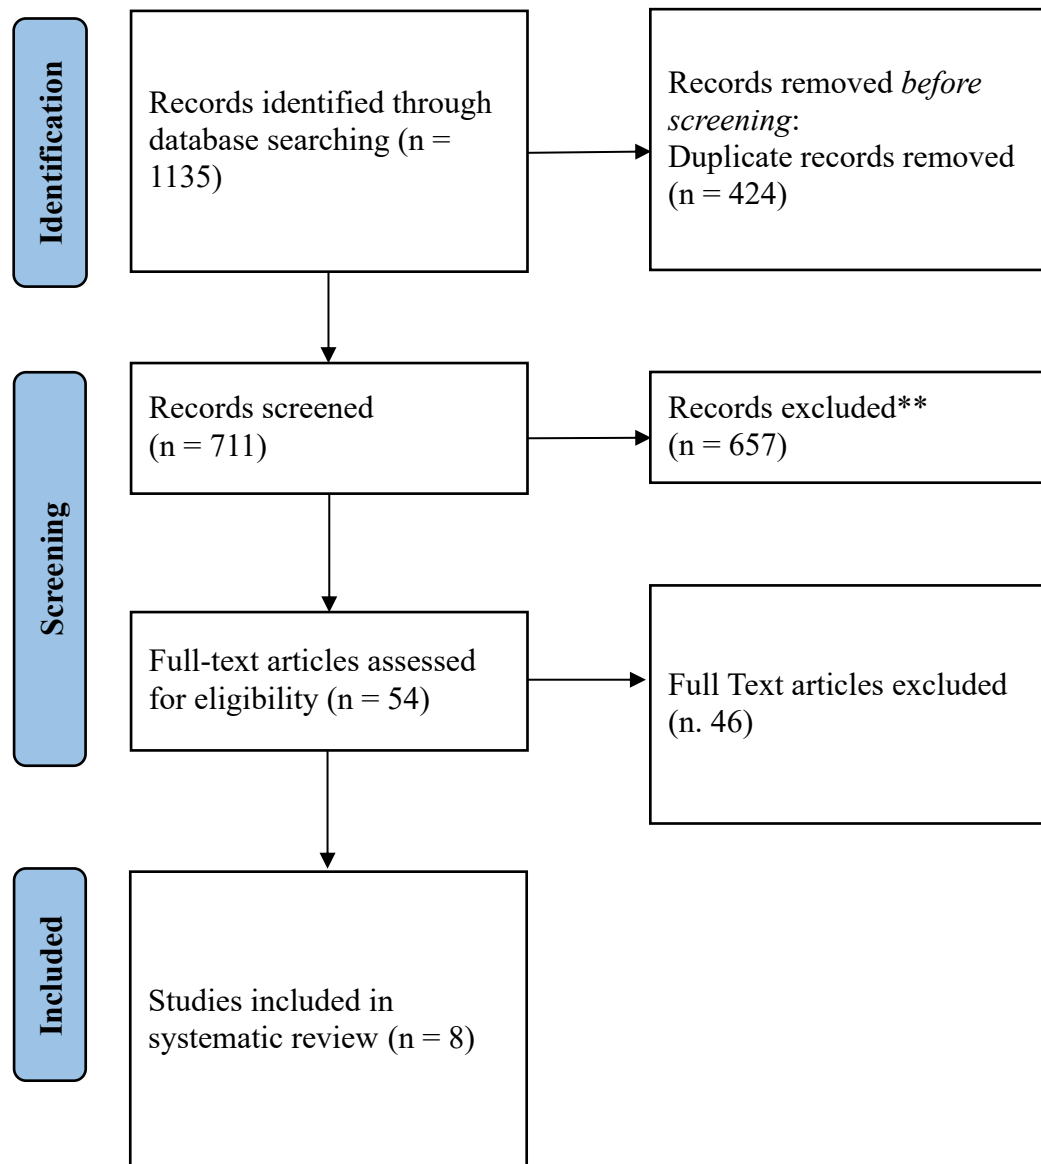 Identification
Records identified through
database searching (n =
1135)
Records removed before
screening:
Duplicate records removed
(n = 424)
Screening
Records screened
(n = 711)
Records excluded**
(n = 657)
Full-text articles assessed
for eligibility (n = 54)
Full Text articles excluded
(n. 46)
Included
Studies included in
systematic review (n = 8)